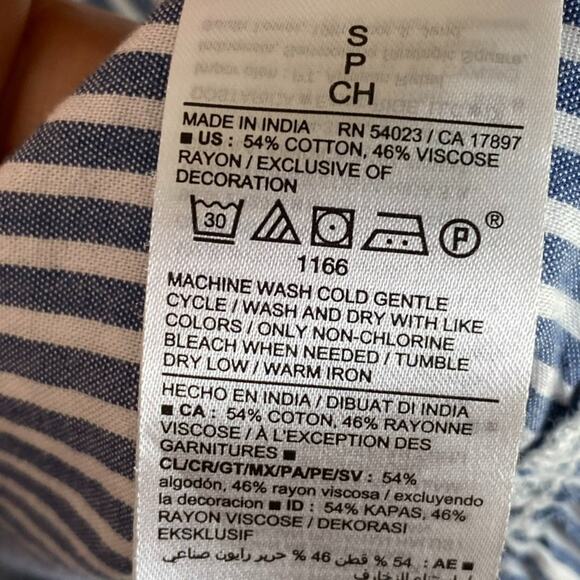 S
P
CH
MADE IN INDIA RN 54023 / CA 17897
■ US : 54% COTTON, 46% VISCOSE
RAYON / EXCLUSIVE OF
DECORATION
30 P ®
1166
MACHINE WASH COLD GENTLE
CYCLE / WASH AND DRY WITH LIKE
COLORS / ONLY NON-CHLORINE
BLEACH WHEN NEEDED / TUMBLE
DRY LOW / WARM IRON
HECHO EN INDIA / DIBUAT DI INDIA
■ CA : 54% COTON, 46% RAYONNE
VISCOSE / À L'EXCEPTION DES
GARNITURES ■
CL/CR/GT/MX/PA/PE/SV : 54%
algodón, 46% rayon viscosa / excluyendo
la decoracion ■ ID : 54% KAPAS, 46%
RAYON VISCOSE / DEKORASI
EKSKLUSIF
■ AE : 54 % قطن 46 % حرير رايون صناعي